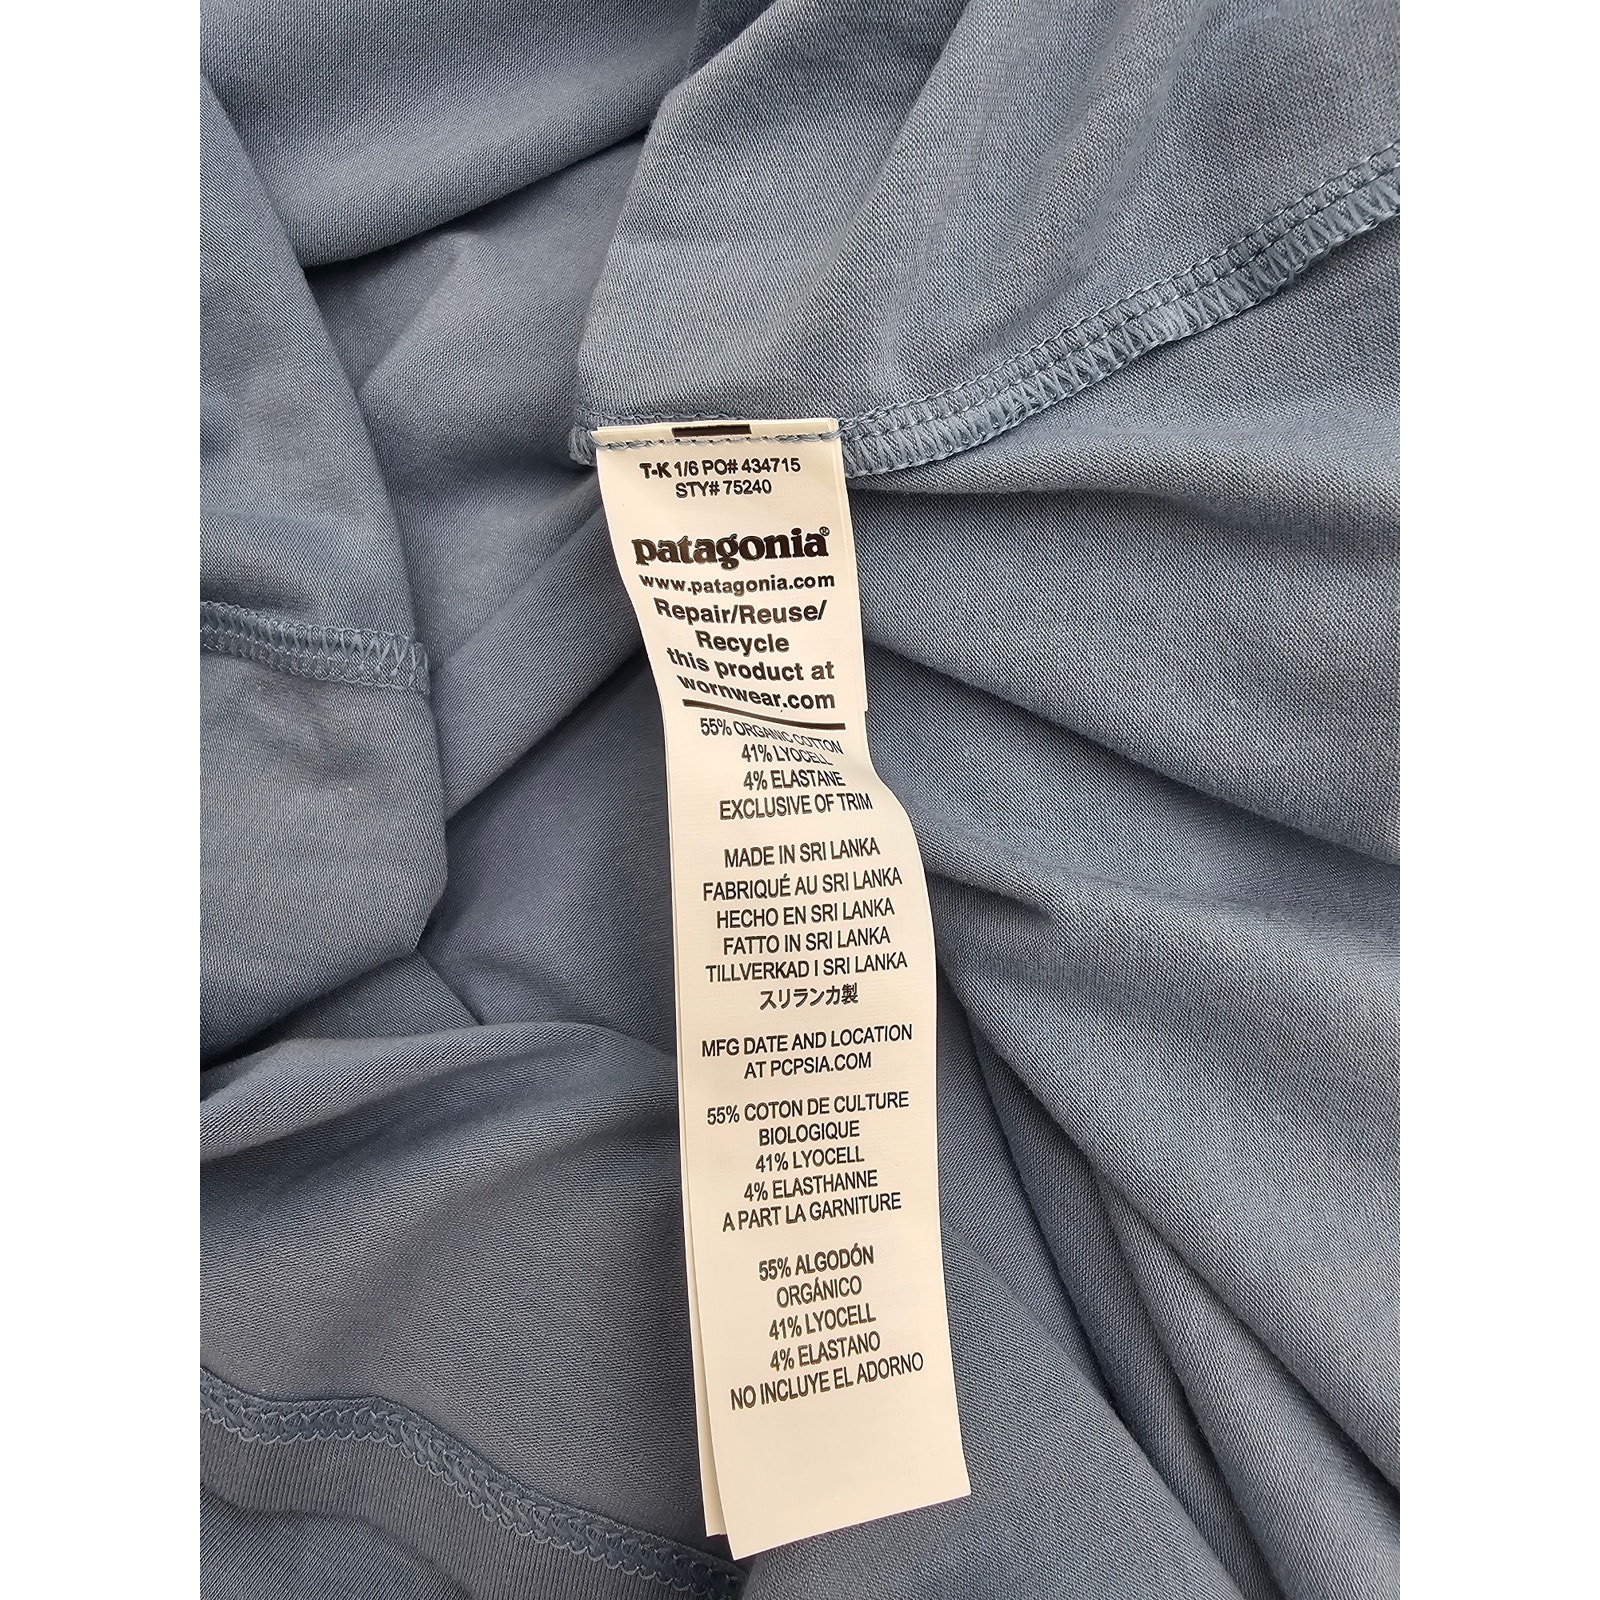 T-K 1/6 PO# 434715
STY# 75240
patagonia®
www.patagonia.com
Repair/Reuse/
Recycle
this product at
wornwear.com
55% ORGANIC COTTON
41% LYOCELL
4% ELASTANE
EXCLUSIVE OF TRIM
MADE IN SRI LANKA
FABRIQUÉ AU SRI LANKA
HECHO EN SRI LANKA
FATTO IN SRI LANKA
TILLVERKAD I SRI LANKA
スリランカ製
MFG DATE AND LOCATION
AT PCPSIA.COM
55% COTON DE CULTURE
BIOLOGIQUE
41% LYOCELL
4% ELASTHANNE
A PART LA GARNITURE
55% ALGODÓN
ORGÁNICO
41% LYOCELL
4% ELASTANO
NO INCLUYE EL ADORNO